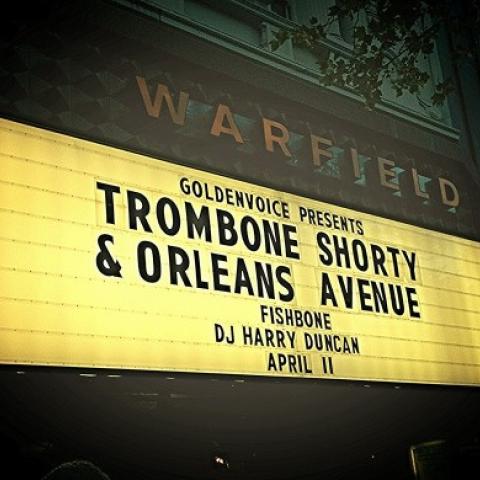 WARFIELD
GOLDENVOICE PRESENTS
TROMBONE SHORTY
& ORLEANS AVENUE
FISHBONE
DJ HARRY DUNCAN
APRIL 11